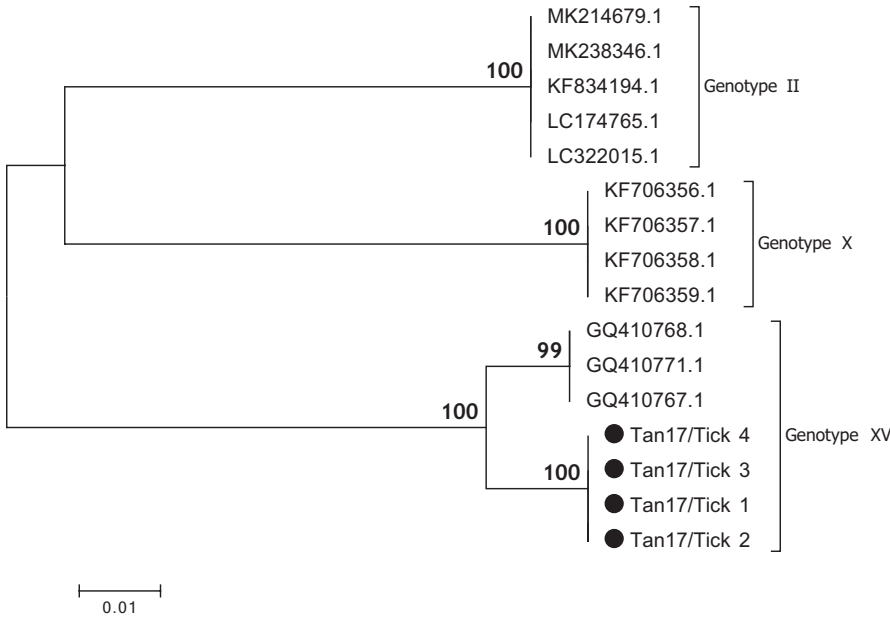 MK214679.1
MK238346.1
100
KF834194.1
Genotype II
LC174765.1
LC322015.1
KF706356.1
KF706357.1
100
Genotype X
KF706358.1
KF706359.1
GQ410768.1
99
GQ410771.1
GQ410767.1
100
Tan17/Tick 4
Genotype XV
Tan17/Tick 3
100
Tan17/Tick 1
Tan17/Tick 2
0.01